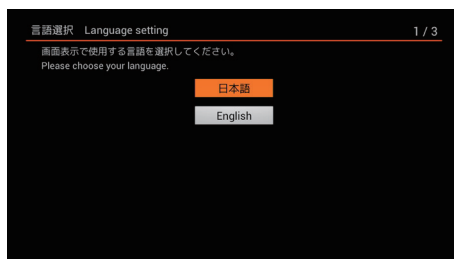 言語選択 Language setting 1 / 3
画面表示で使用する言語を選択してください。
Please choose your language.
日本語
English